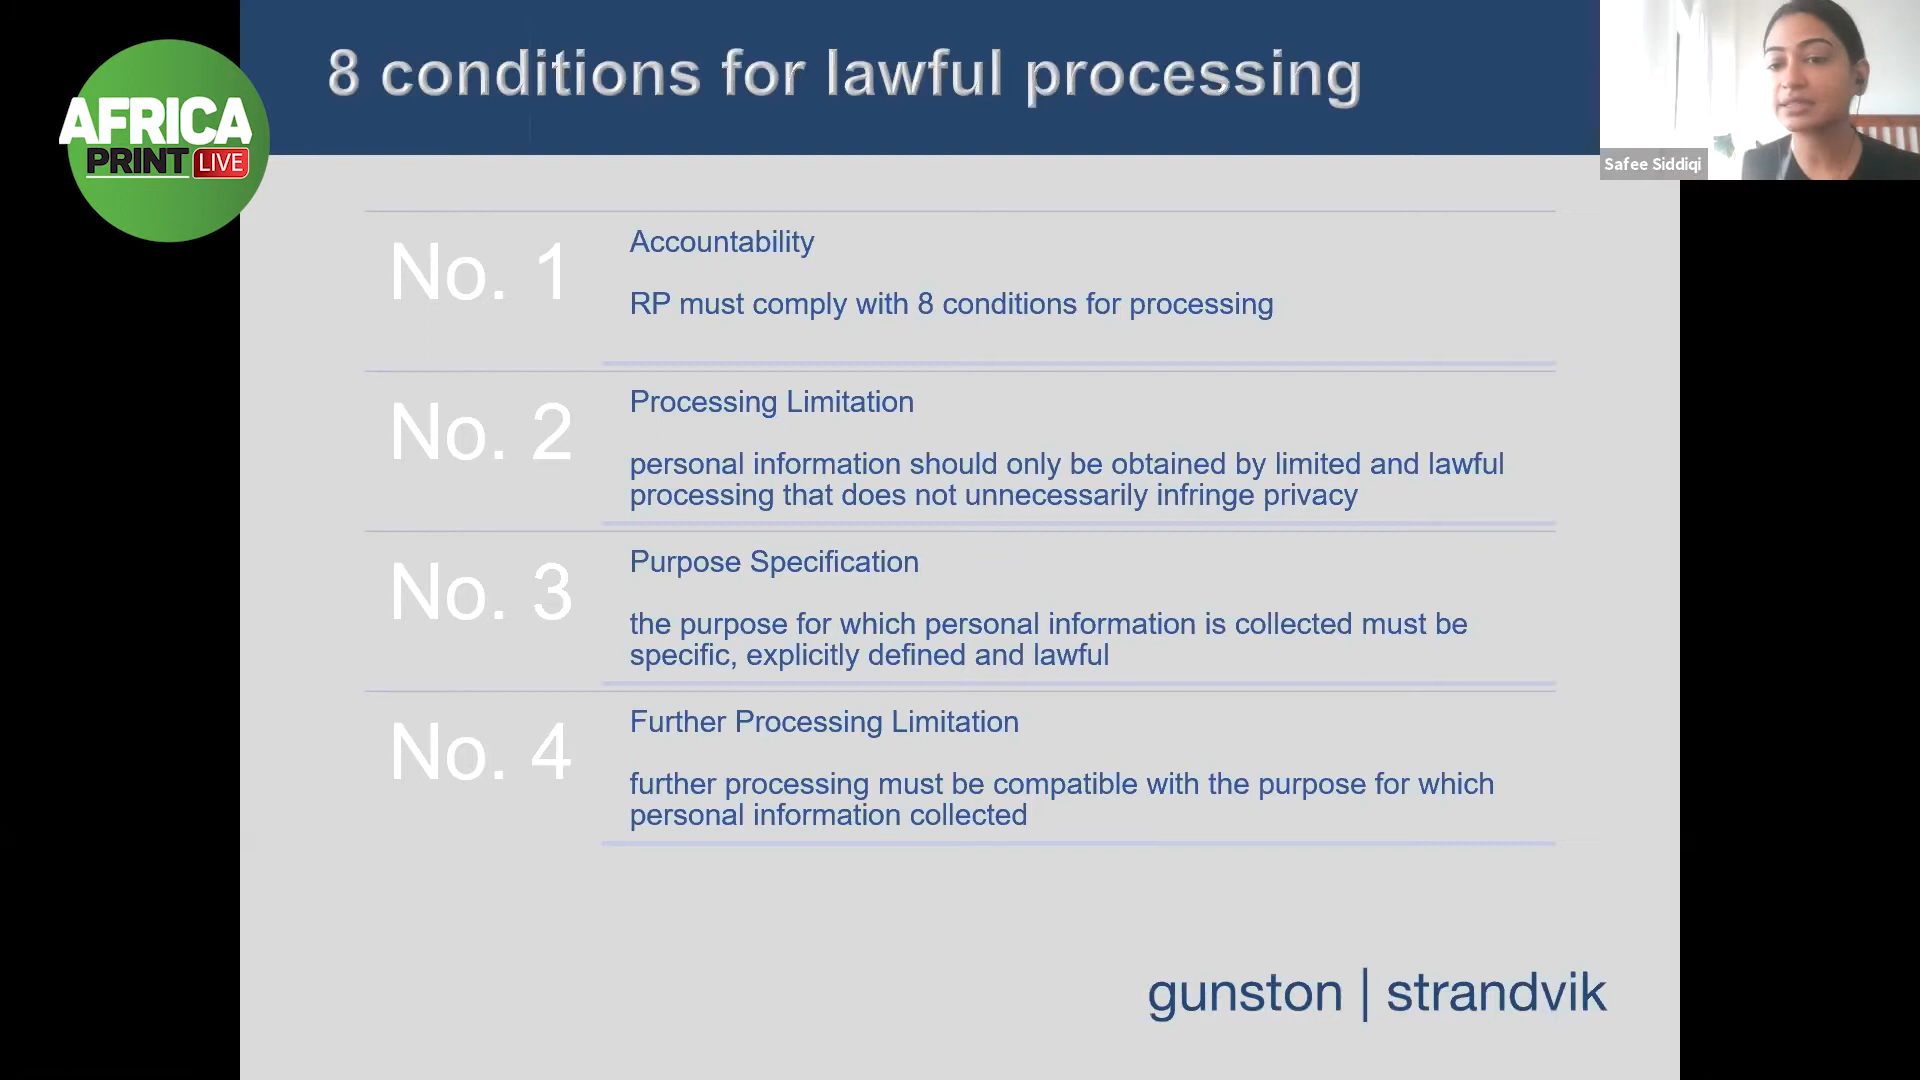 8 conditions for lawful processing
AFRICA
PRINT LIVE
Safee Siddiqi
No. 1
Accountability
RP must comply with 8 conditions for processing
No. 2
Processing Limitation
personal information should only be obtained by limited and lawful
processing that does not unnecessarily infringe privacy
No. 3
Purpose Specification
the purpose for which personal information is collected must be
specific, explicitly defined and lawful
No. 4
Further Processing Limitation
further processing must be compatible with the purpose for which
personal information collected
gunston | strandvik